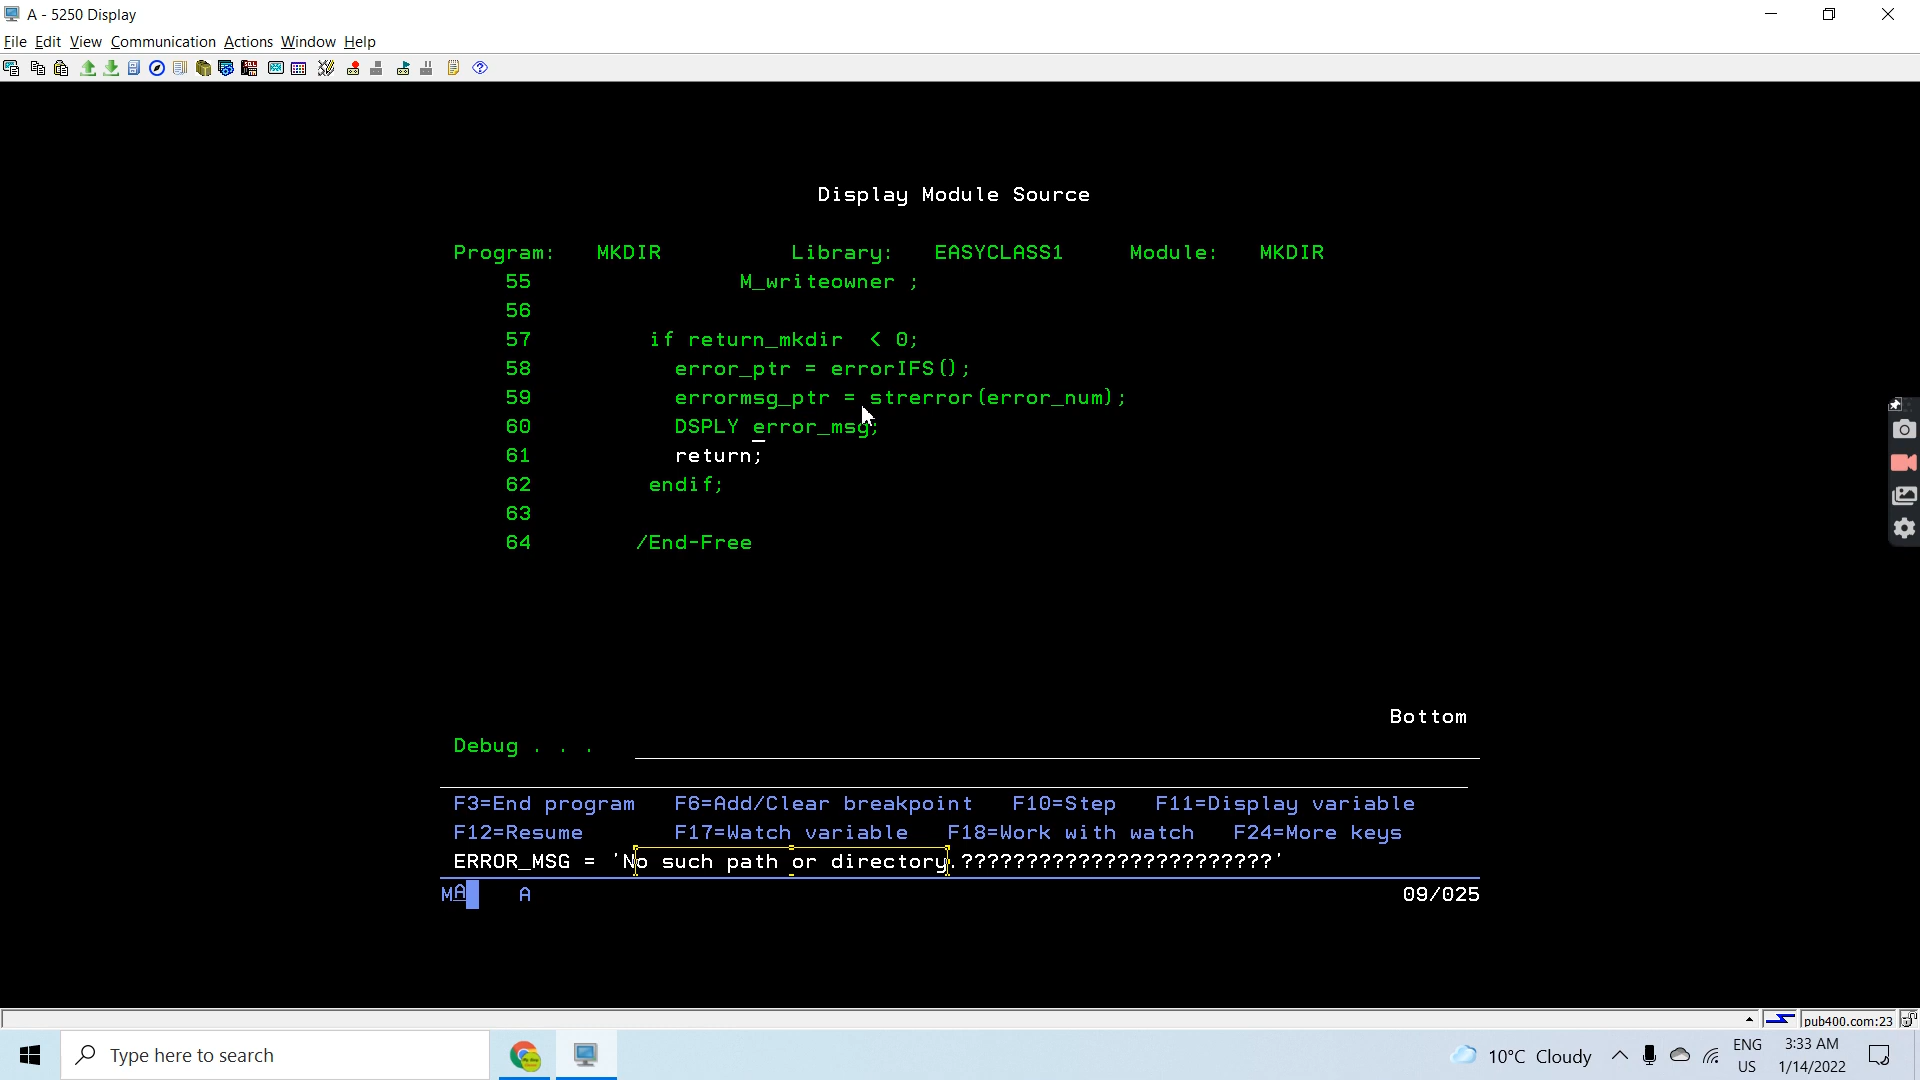 A - 5250 Display
File Edit View Communication Actions Window Help
Display Module Source
Program: MKDIR Library: EASYCLASS1 Module: MKDIR
55 M_writeowner ;
56
57 if return_mkdir < 0;
58 error_ptr = errorIFS();
59 errormsg_ptr = strerror(error_num);
60 DSPLY error_msg;
61 return;
62 endif;
63
64 /End-Free
Bottom
Debug . . .
F3=End program F6=Add/Clear breakpoint F10=Step F11=Display variable
F12=Resume F17=Watch variable F18=Work with watch F24=More keys
ERROR_MSG = 'No such path or directory.????????????????????????'
MA A 09/025
pub400.com:23
Type here to search
10°C Cloudy
ENG
US
3:33 AM
1/14/2022